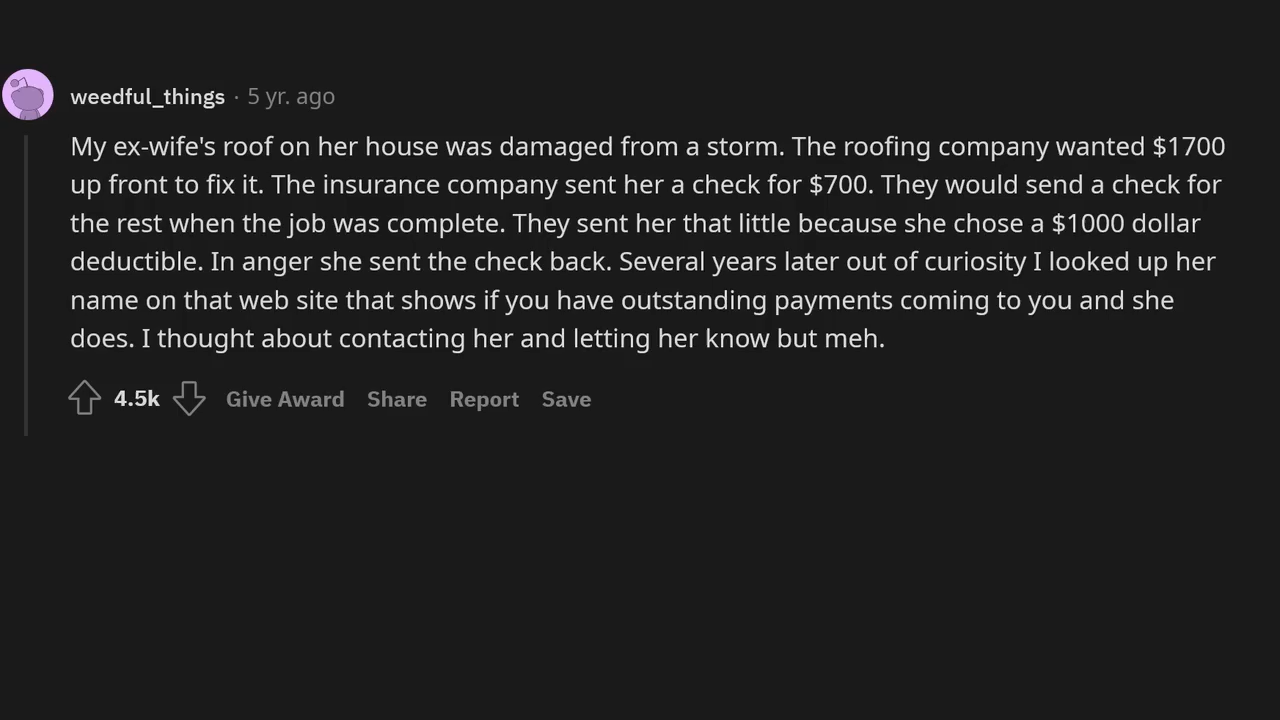 weedful_things · 5 yr. ago
My ex-wife's roof on her house was damaged from a storm. The roofing company wanted $1700
up front to fix it. The insurance company sent her a check for $700. They would send a check for
the rest when the job was complete. They sent her that little because she chose a $1000 dollar
deductible. In anger she sent the check back. Several years later out of curiosity I looked up her
name on that web site that shows if you have outstanding payments coming to you and she
does. I thought about contacting her and letting her know but meh.
4.5k Give Award Share Report Save